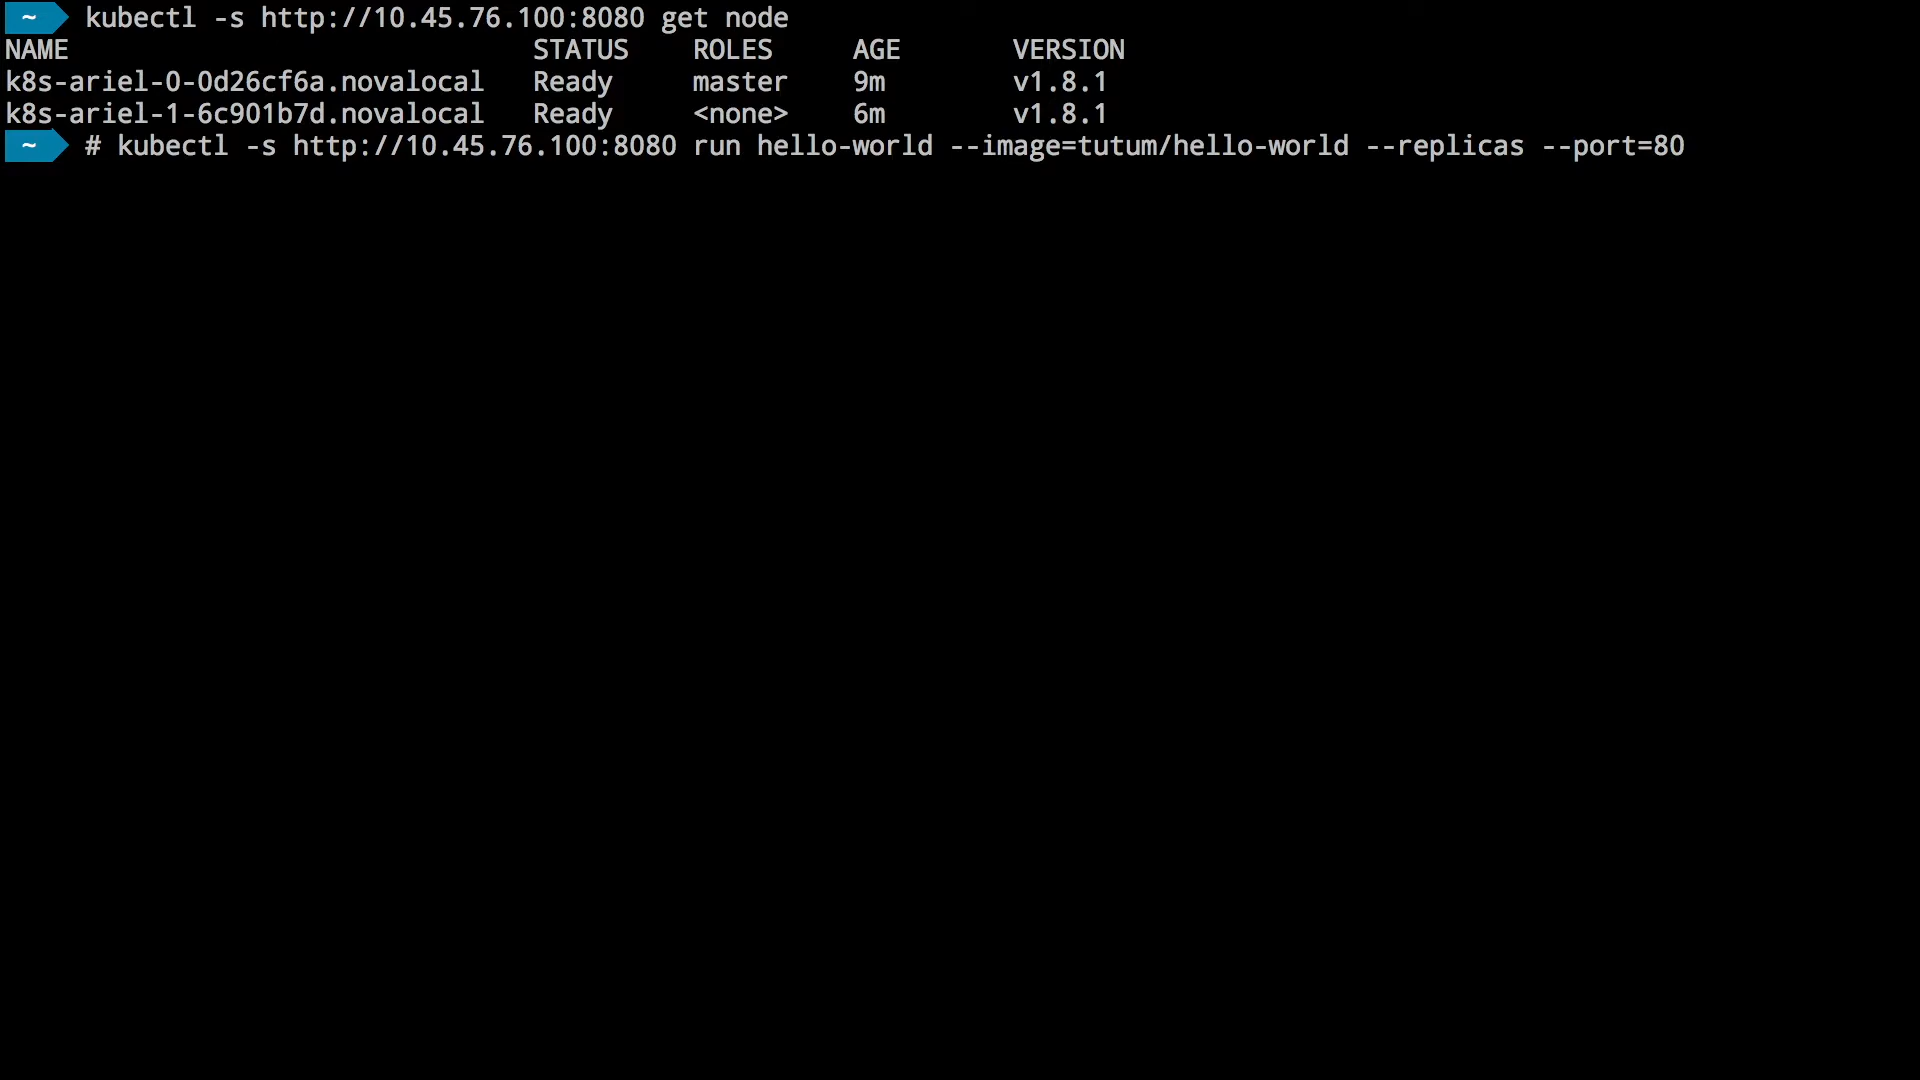 ~ kubectl -s http://10.45.76.100:8080 get node
NAME STATUS ROLES AGE VERSION
k8s-ariel-0-0d26cf6a.novalocal Ready master 9m v1.8.1
k8s-ariel-1-6c901b7d.novalocal Ready <none> 6m v1.8.1
~ # kubectl -s http://10.45.76.100:8080 run hello-world --image=tutum/hello-world --replicas --port=80